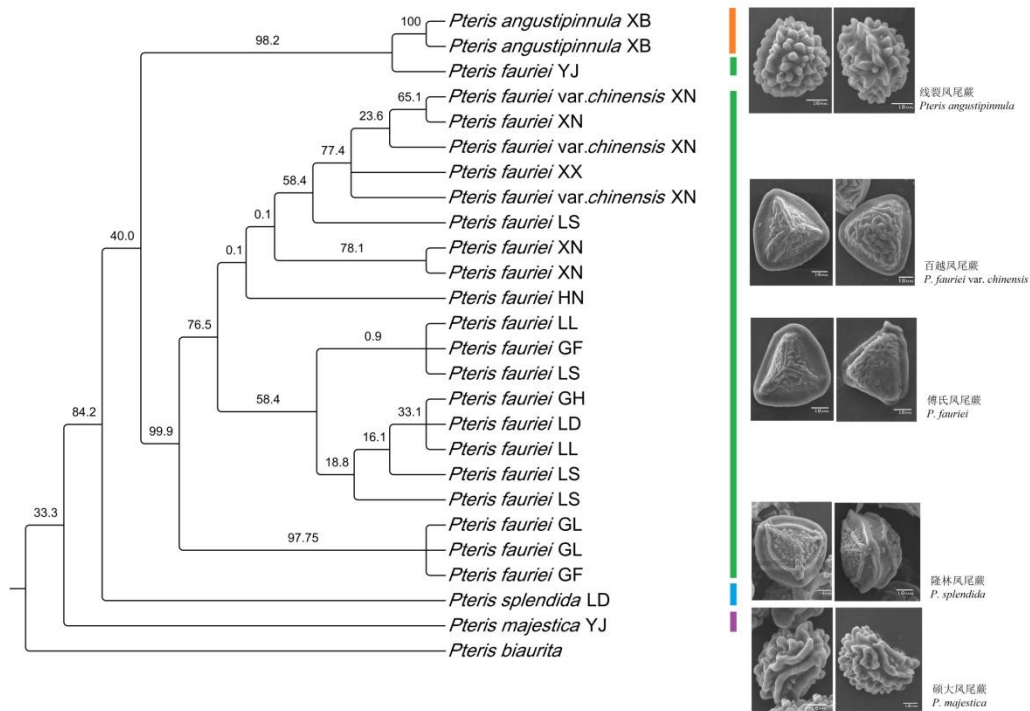 100
Pteris angustipinnula XB
Pteris angustipinnula XB
98.2
Pteris fauriei YJ
线裂凤尾蕨
Pteris angustipinnula
65.1
Pteris fauriei var.chinensis XN
23.6
Pteris fauriei XN
Pteris fauriei var.chinensis XN
77.4
Pteris fauriei XX
58.4
Pteris fauriei var.chinensis XN
0.1
Pteris fauriei LS
40.0
78.1
Pteris fauriei XN
0.1
Pteris fauriei XN
百越凤尾蕨
P. fauriei var. chinensis
Pteris fauriei HN
76.5
Pteris fauriei LL
0.9
Pteris fauriei GF
Pteris fauriei LS
58.4
33.1
Pteris fauriei GH
傅氏凤尾蕨
P. fauriei
84.2
16.1
Pteris fauriei LD
99.9
Pteris fauriei LL
18.8
Pteris fauriei LS
Pteris fauriei LS
33.3
Pteris fauriei GL
97.75
Pteris fauriei GL
Pteris fauriei GF
隆林凤尾蕨
P. splendida
Pteris splendida LD
Pteris majestica YJ
Pteris biaurita
硕大凤尾蕨
P. majestica